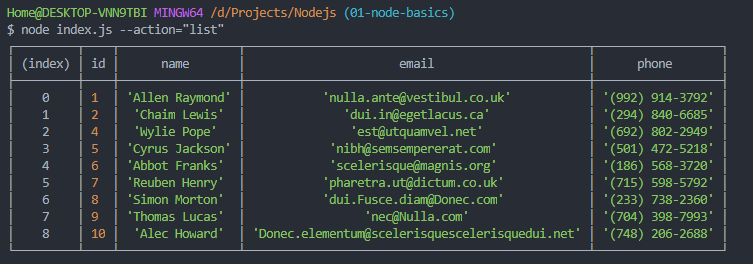 Home@DESKTOP-VNN9TBI MINGW64 /d/Projects/Nodejs (01-node-basics)
$ node index.js --action="list"
(index) id name email phone
0 1 'Allen Raymond' 'nulla.ante@vestibul.co.uk' '(992) 914-3792'
1 2 'Chaim Lewis' 'dui.in@egetlacus.ca' '(294) 840-6685'
2 4 'Wylie Pope' 'est@utquamvel.net' '(692) 802-2949'
3 5 'Cyrus Jackson' 'nibh@semsempererat.com' '(501) 472-5218'
4 6 'Abbot Franks' 'scelerisque@magnis.org' '(186) 568-3720'
5 7 'Reuben Henry' 'pharetra.ut@dictum.co.uk' '(715) 598-5792'
6 8 'Simon Morton' 'dui.Fusce.diam@Donec.com' '(233) 738-2360'
7 9 'Thomas Lucas' 'nec@Nulla.com' '(704) 398-7993'
8 10 'Alec Howard' 'Donec.elementum@scelerisquescelerisquedui.net' '(748) 206-2688'